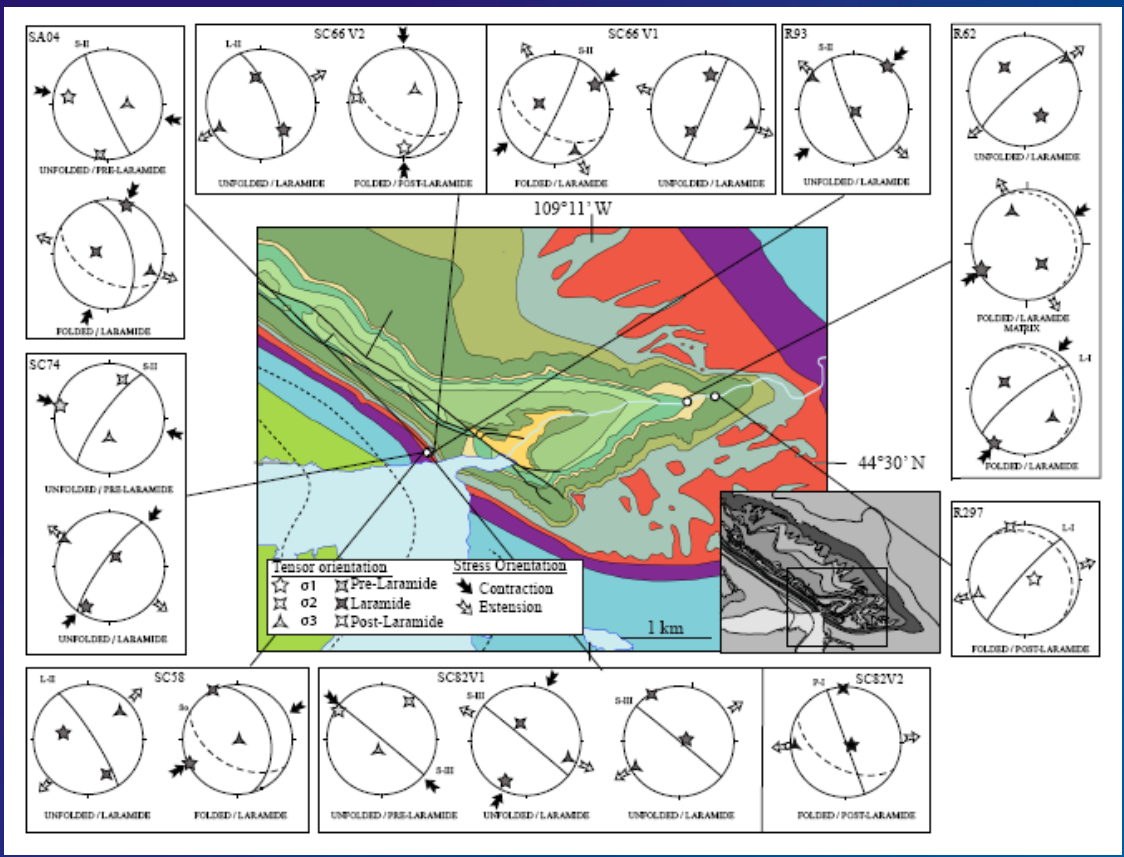 SA04
S-II
UNFOLDED / PRE-LARAMIDE
FOLDED / LARAMIDE
SC66 V2
L-II
UNFOLDED / LARAMIDE
FOLDED / POST-LARAMIDE
SC66 V1
S-II
FOLDED / LARAMIDE
UNFOLDED / LARAMIDE
R93
S-II
UNFOLDED / LARAMIDE
R62
UNFOLDED / LARAMIDE
FOLDED / LARAMIDE
MATRIX
L-I
FOLDED / LARAMIDE
109°11' W
44°30' N
SC74
S-II
UNFOLDED / PRE-LARAMIDE
UNFOLDED / LARAMIDE
Tensor orientation
σ1
σ2
σ3
Pre-Laramide
Laramide
Post-Laramide
Stress Orientation
Contraction
Extension
1 km
R297
L-I
FOLDED / POST-LARAMIDE
SC58
L-II
UNFOLDED / LARAMIDE
So
FOLDED / LARAMIDE
SC82V1
S-III
UNFOLDED / PRE-LARAMIDE
S-III
UNFOLDED / LARAMIDE
S-III
UNFOLDED / LARAMIDE
SC82V2
F-I
FOLDED / POST-LARAMIDE